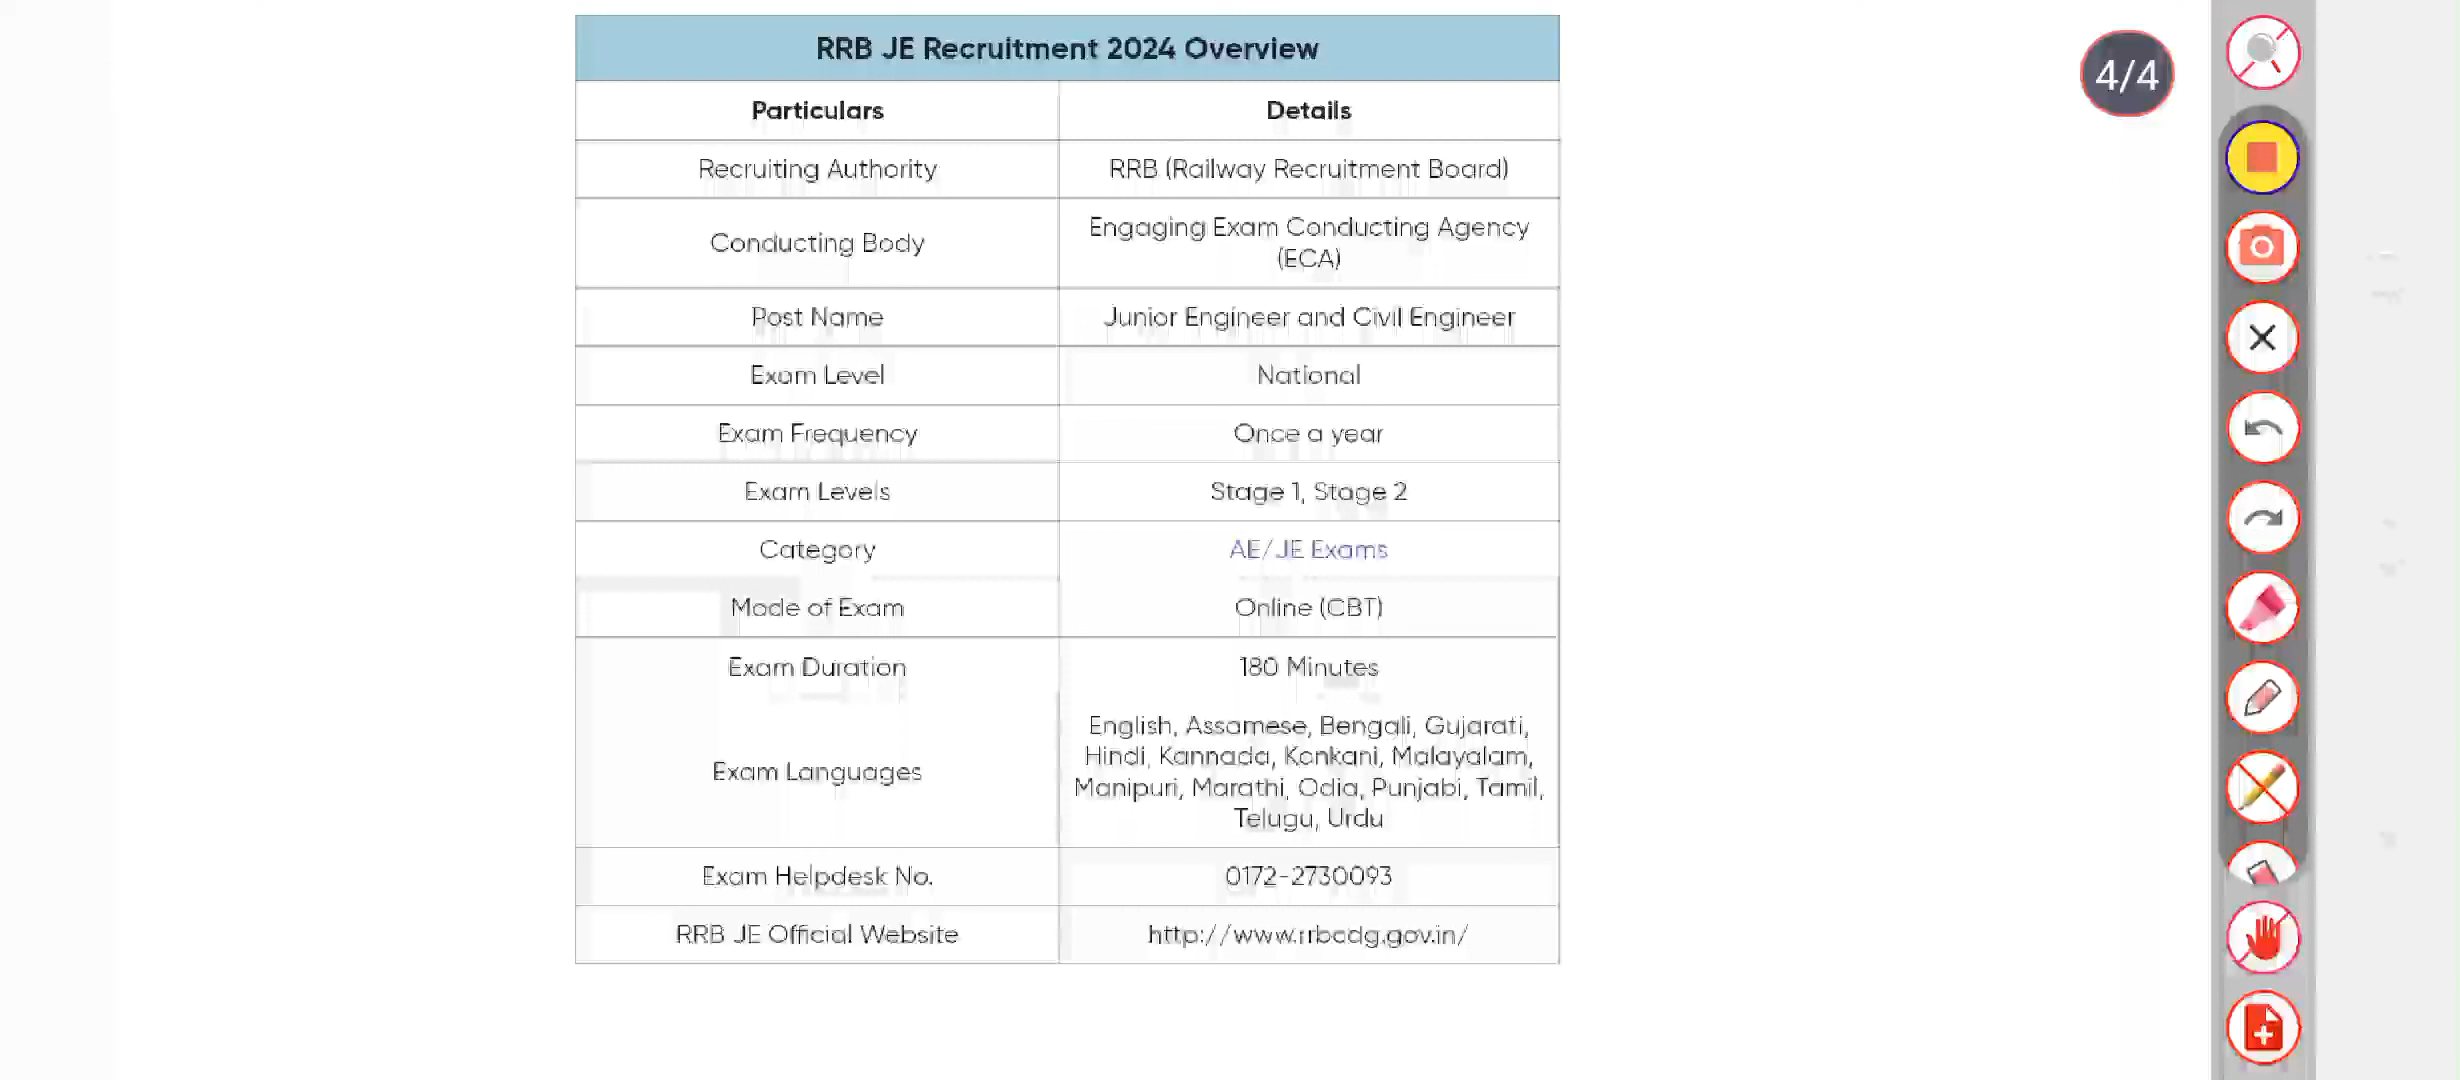 RRB JE Recruitment 2024 Overview
4/4
Particulars Details
Recruiting Authority RRB (Railway Recruitment Board)
Conducting Body Engaging Exam Conducting Agency
(ECA)
Post Name Junior Engineer and Civil Engineer
Exam Level National
Exam Frequency Once a year
Exam Levels Stage 1, Stage 2
Category AE/JE Exams
Mode of Exam Online (CBT)
Exam Duration 180 Minutes
Exam Languages English, Assamese, Bengali, Gujarati,
Hindi, Kannada, Konkani, Malayalam,
Manipuri, Marathi, Odia, Punjabi, Tamil,
Telugu, Urdu
Exam Helpdesk No. 0172-2730093
RRB JE Official Website http://www.rrbcdg.gov.in/